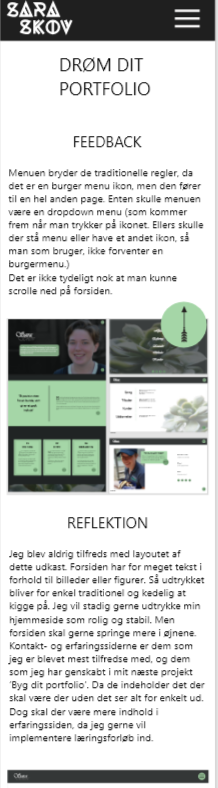 SARA
SKOV
DRØM DIT
PORTFOLIO
FEEDBACK
Menuen bryder de traditionelle regler, da
det er en burger menu ikon, men den fører
til en hel anden page. Enten skulle menuen
være en dropdown menu (som kommer
frem når man trykker på ikonet. Ellers skulle
der stå menu eller have et andet ikon, så
man som bruger, ikke forventer en
burgermenu.)
Det er ikke tydeligt nok at man kunne
scrolle ned på forsiden.
REFLEKTION
Jeg blev aldrig tilfreds med layoutet af
dette udkast. Forsiden har for meget tekst i
forhold til billeder eller figurer. Så udtrykket
bliver for enkel traditionel og kedelig at
kigge på. Jeg vil stadig gerne udtrykke min
hjemmeside som rolig og stabil. Men
forsiden skal gerne springe mere i øjnene.
Kontakt- og erfaringssiderne er dem som
jeg er blevet mest tilfredse med, og dem
som jeg har genskabt i mit næste projekt
'Byg dit portfolio'. Da de indeholder det der
skal være der uden det ser alt for enkelt ud.
Dog skal der være mere indhold i
erfaringssiden, da jeg gerne vil
implementere læringsforløb ind.